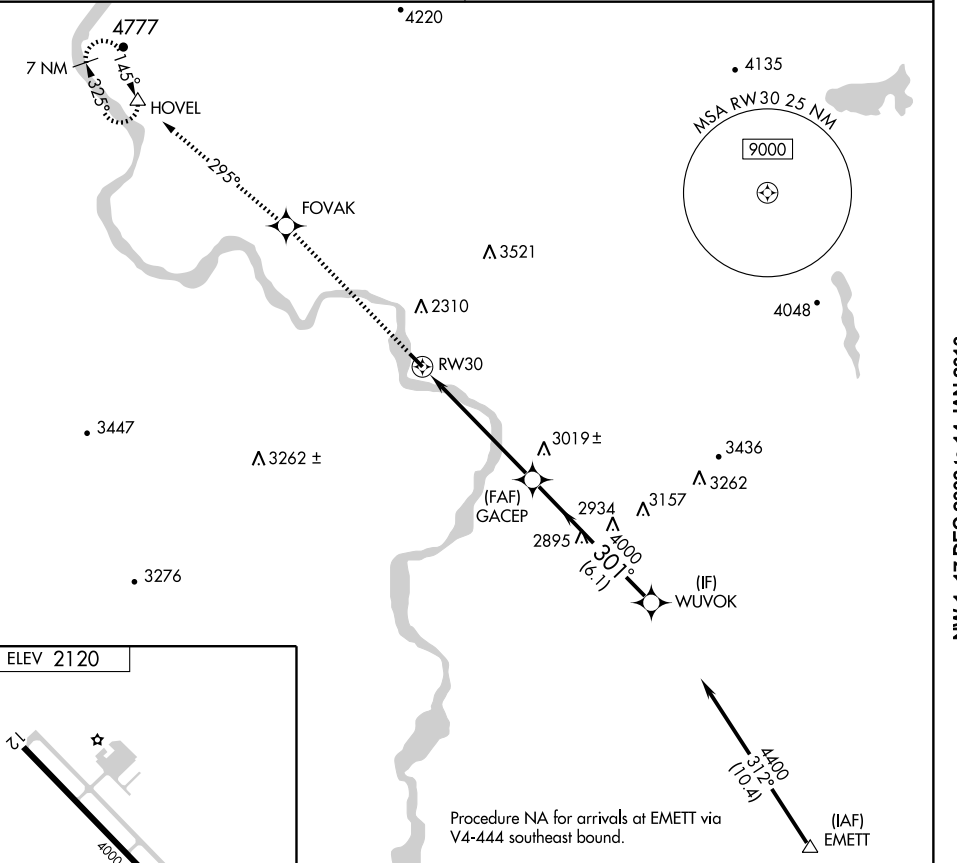 4220
4777
4135
7 NM
145°
325°
HOVEL
MSA RW30 25 NM
9000
295°
FOVAK
3521
2310
4048
RW30
3447
3262 ±
3019 ±
3436
3262
(FAF)
GACEP
3157
2934
2895
4000
301°
(6.1)
(IF)
WUVOK
3276
ELEV 2120
12
4000
4400
312°
(10.4)
Procedure NA for arrivals at EMETT via
V4-444 southeast bound.
(IAF)
EMETT